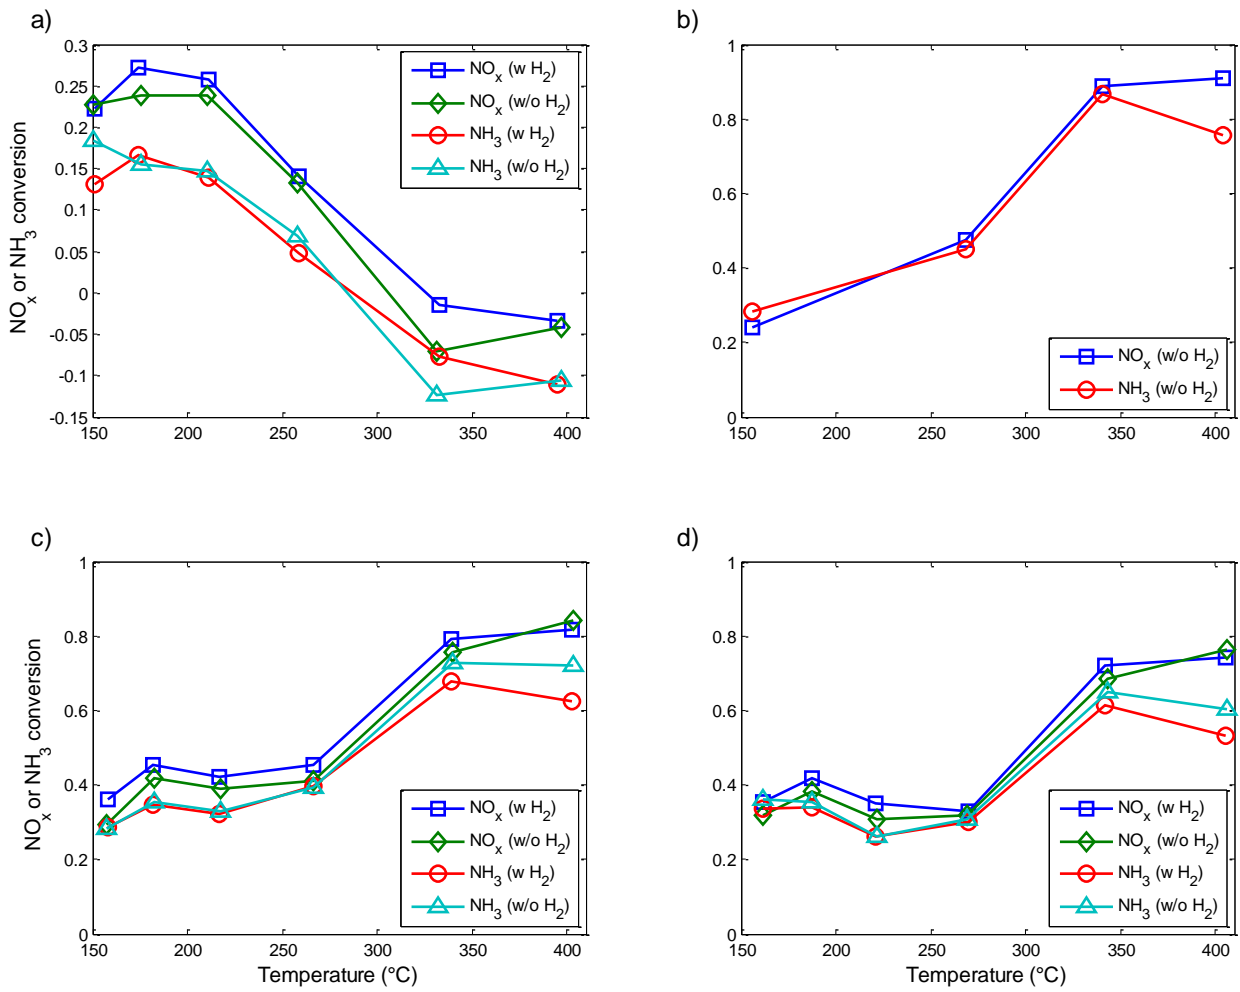 a)
0.3
0.25
0.2
0.15
0.1
0.05
0
-0.05
-0.1
-0.15
150 200 250 300 350 400
NOx or NH3 conversion
NOx (w H2)
NOx (w/o H2)
NH3 (w H2)
NH3 (w/o H2)
b)
1
0.8
0.6
0.4
0.2
0
150 200 250 300 350 400
NOx (w/o H2)
NH3 (w/o H2)
c)
1
0.8
0.6
0.4
0.2
0
150 200 250 300 350 400
NOx or NH3 conversion
Temperature (°C)
NOx (w H2)
NOx (w/o H2)
NH3 (w H2)
NH3 (w/o H2)
d)
1
0.8
0.6
0.4
0.2
0
150 200 250 300 350 400
Temperature (°C)
NOx (w H2)
NOx (w/o H2)
NH3 (w H2)
NH3 (w/o H2)